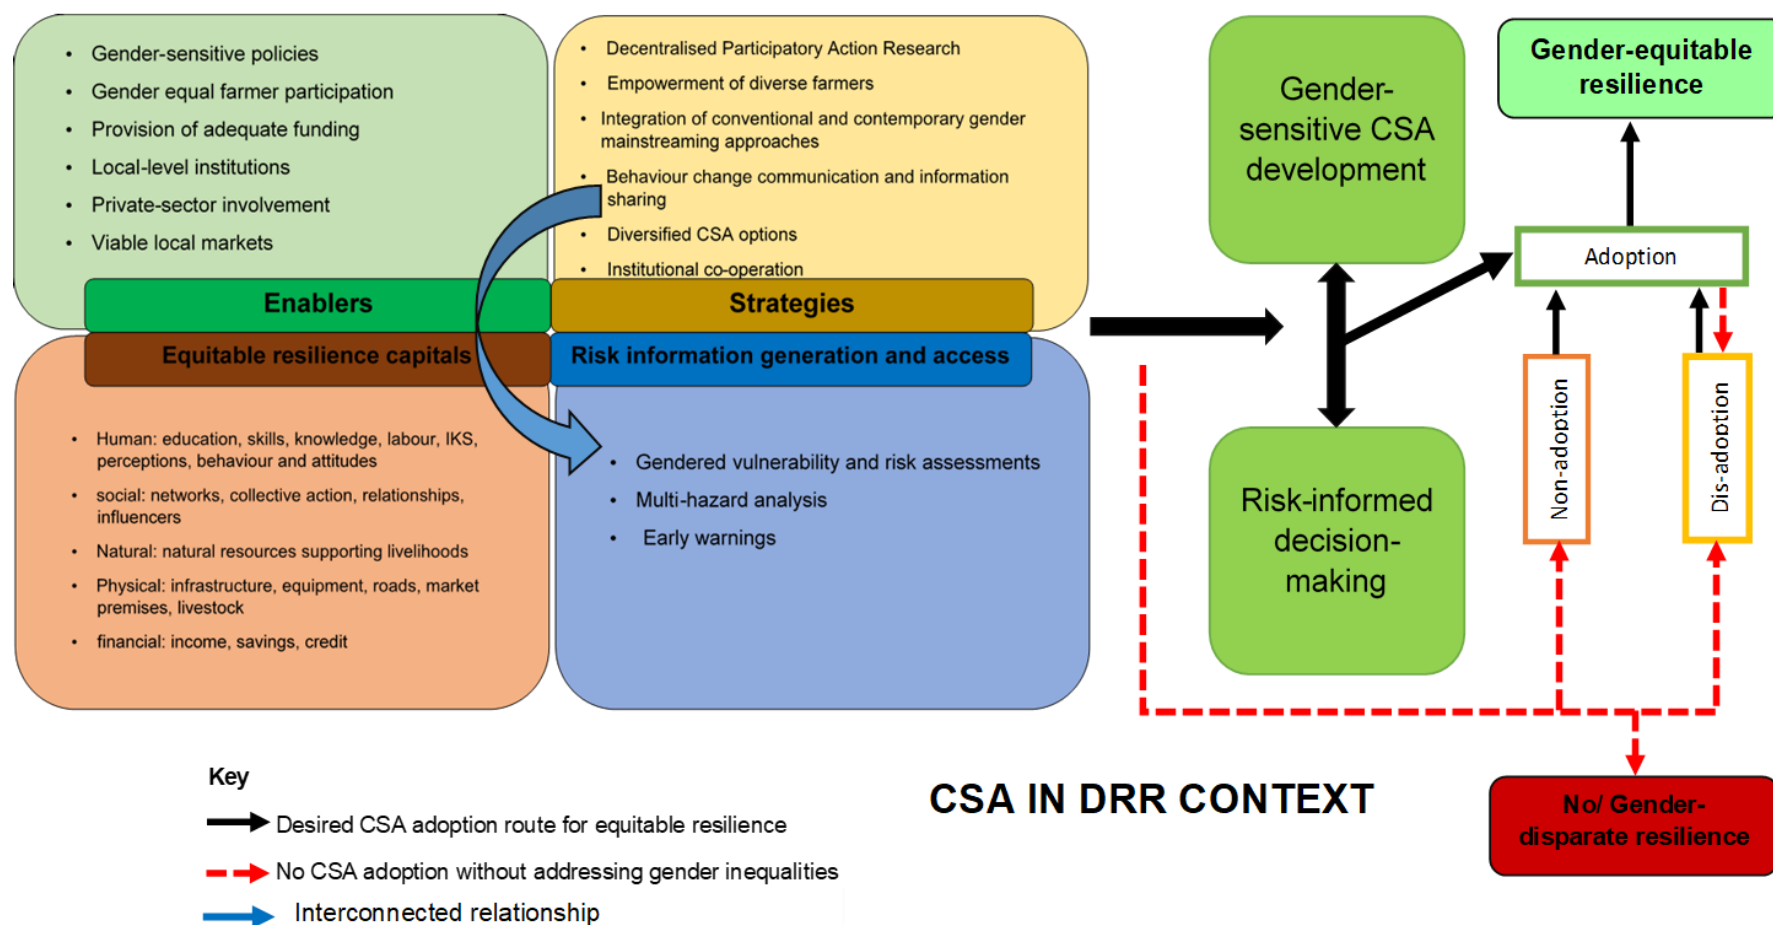 • Gender-sensitive policies
• Gender equal farmer participation
• Provision of adequate funding
• Local-level institutions
• Private-sector involvement
• Viable local markets
Enablers
• Decentralised Participatory Action Research
• Empowerment of diverse farmers
• Integration of conventional and contemporary gender
mainstreaming approaches
• Behaviour change communication and information
sharing
• Diversified CSA options
• Institutional co-operation
Strategies
Equitable resilience capitals
• Human: education, skills, knowledge, labour, IKS,
perceptions, behaviour and attitudes
• social: networks, collective action, relationships,
influencers
• Natural: natural resources supporting livelihoods
• Physical: infrastructure, equipment, roads, market
premises, livestock
• financial: income, savings, credit
Risk information generation and access
• Gendered vulnerability and risk assessments
• Multi-hazard analysis
• Early warnings
Gender-
sensitive CSA
development
Risk-informed
decision-
making
Gender-equitable
resilience
Adoption
Non-adoption
Dis-adoption
No/ Gender-
disparate resilience
CSA IN DRR CONTEXT
Key
Desired CSA adoption route for equitable resilience
No CSA adoption without addressing gender inequalities
Interconnected relationship